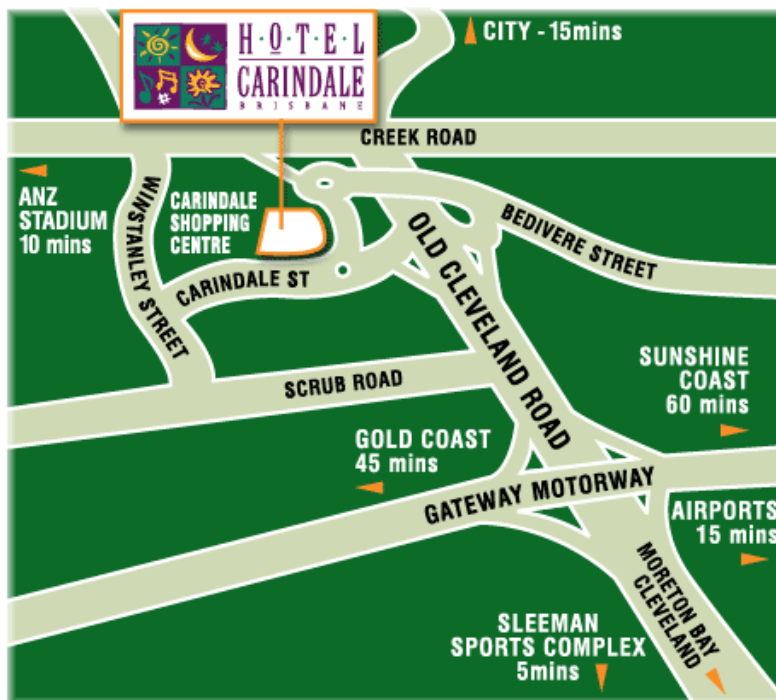 H·O·T·E·L
CARINDALE
BRISBANE
CITY - 15mins
CREEK ROAD
ANZ
STADIUM
10 mins
WINSTANLEY STREET
CARINDALE
SHOPPING
CENTRE
CARINDALE ST
OLD CLEVELAND ROAD
BEDIVERE STREET
SCRUB ROAD
SUNSHINE
COAST
60 mins
GOLD COAST
45 mins
GATEWAY MOTORWAY
AIRPORTS
15 mins
MORETON BAY
CLEVELAND
SLEEMAN
SPORTS COMPLEX
5mins